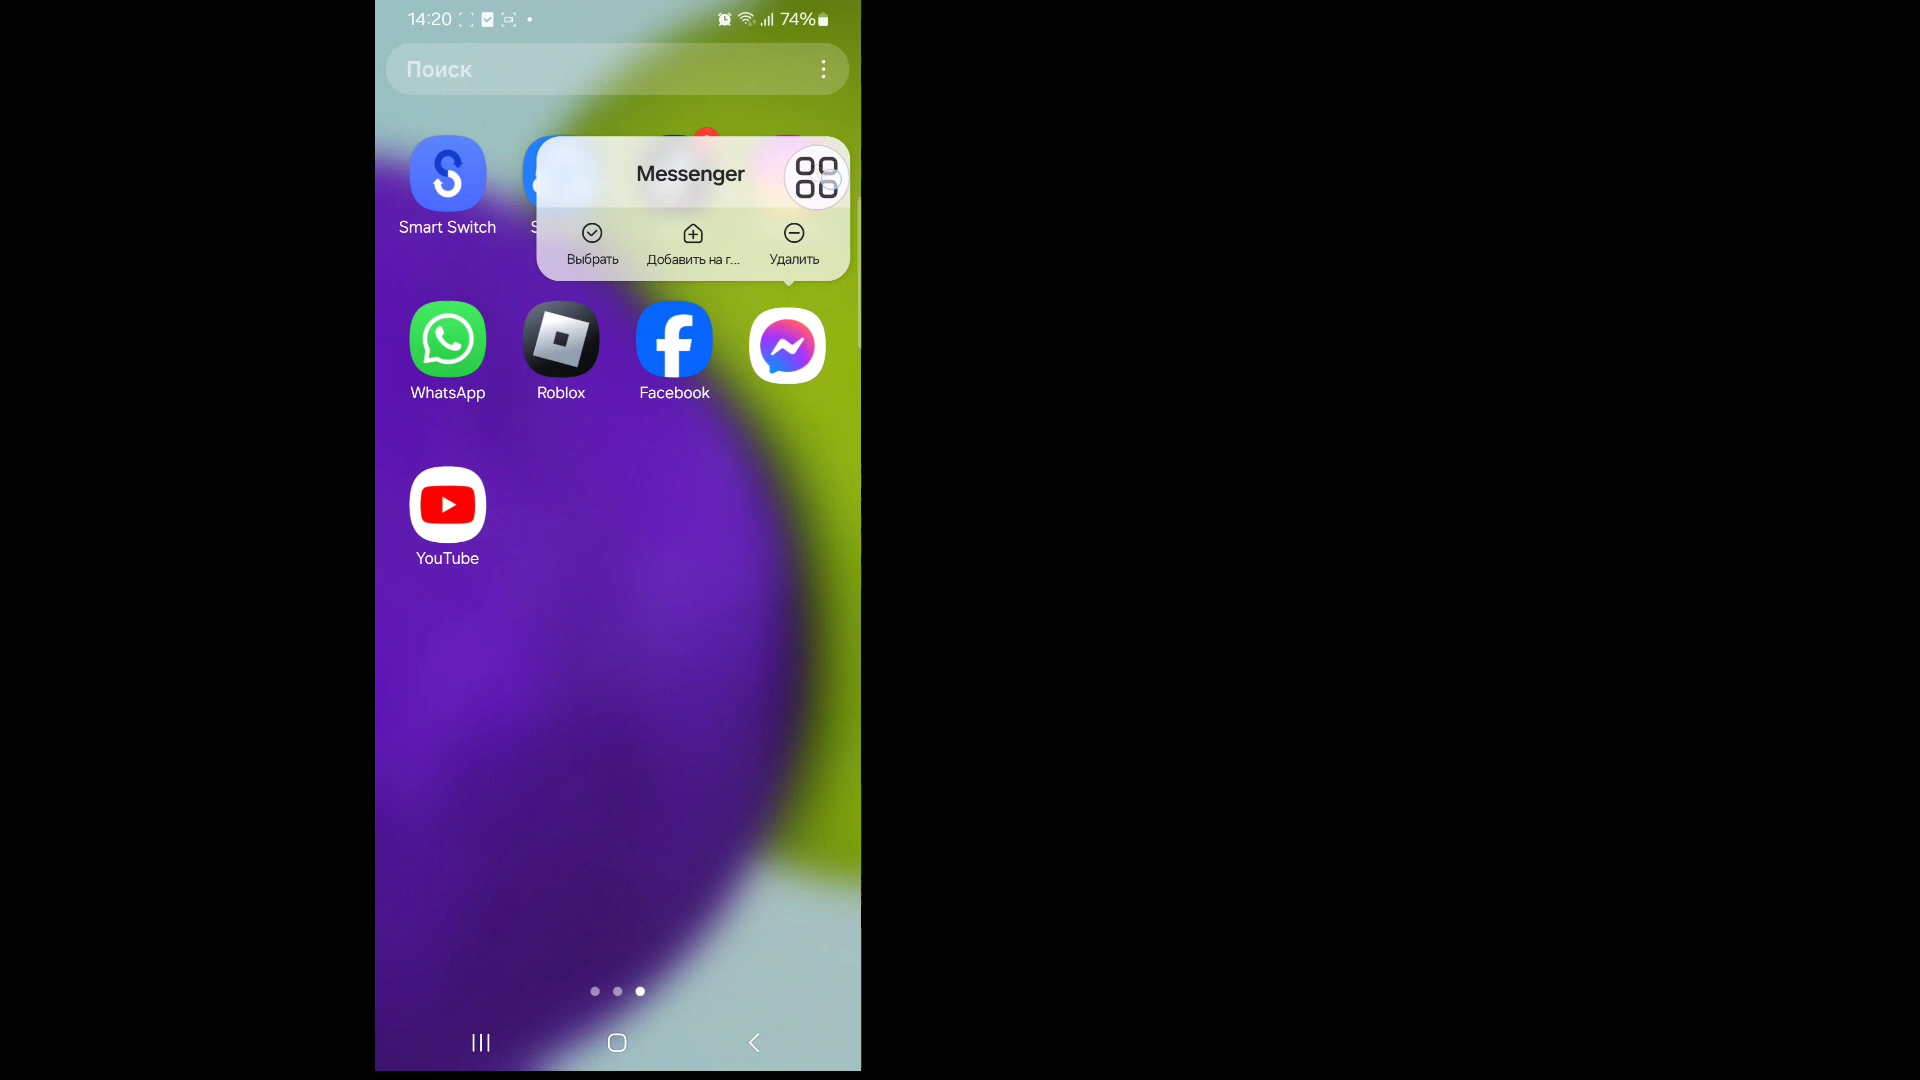 14:20
74%
Поиск
Messenger
Выбрать
Добавить на г...
Удалить
Smart Switch
S
WhatsApp
Roblox
Facebook
YouTube